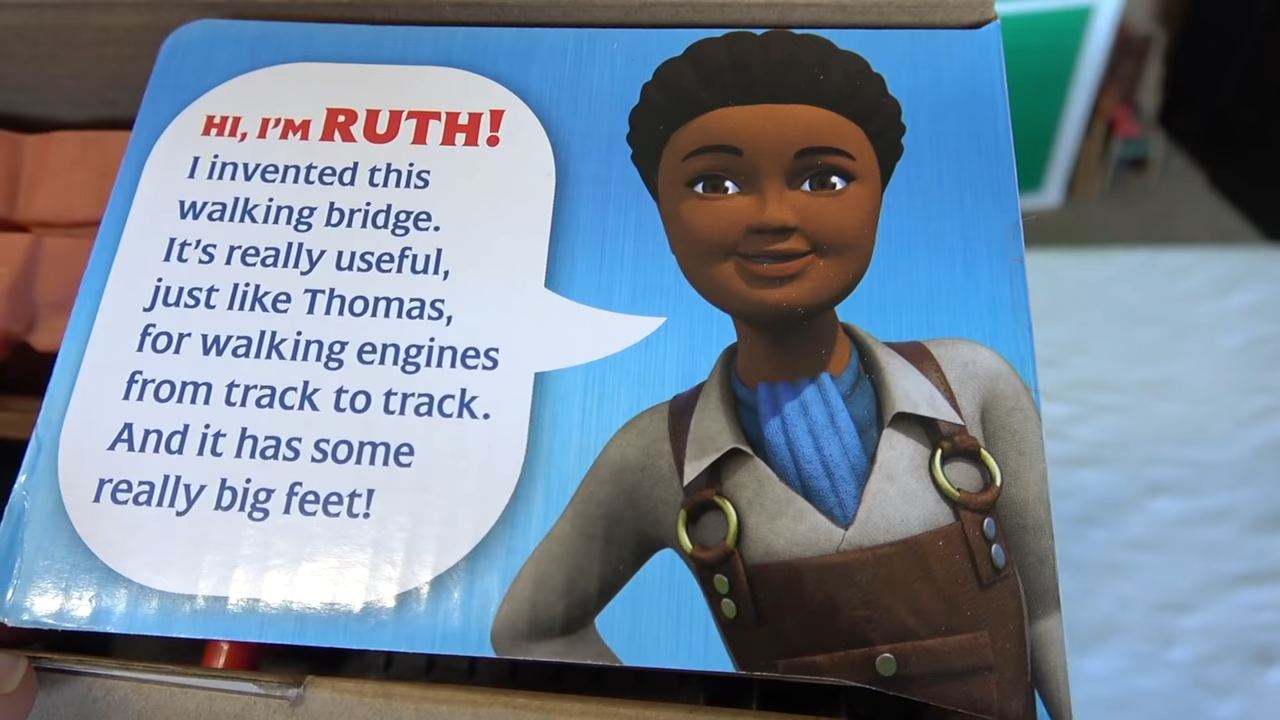 HI, I'M RUTH!
I invented this
walking bridge.
It's really useful,
just like Thomas,
for walking engines
from track to track.
And it has some
really big feet!